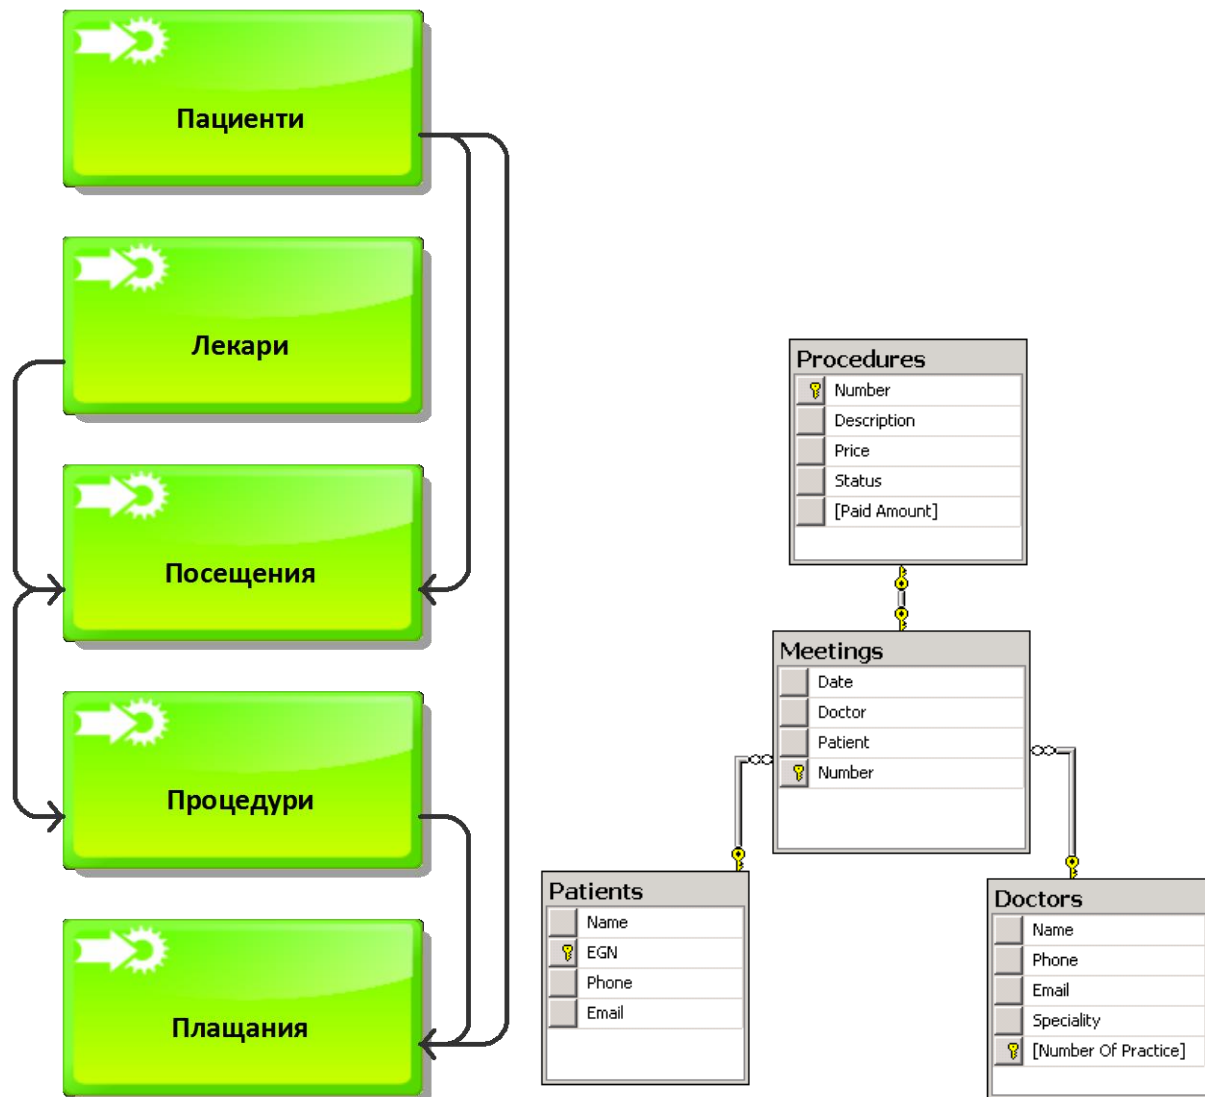 Пациенти
Лекари
Посещения
Процедури
Плащания
Procedures
Number
Description
Price
Status
[Paid Amount]
Meetings
Date
Doctor
Patient
Number
Patients
Name
EGN
Phone
Email
Doctors
Name
Phone
Email
Speciality
[Number Of Practice]